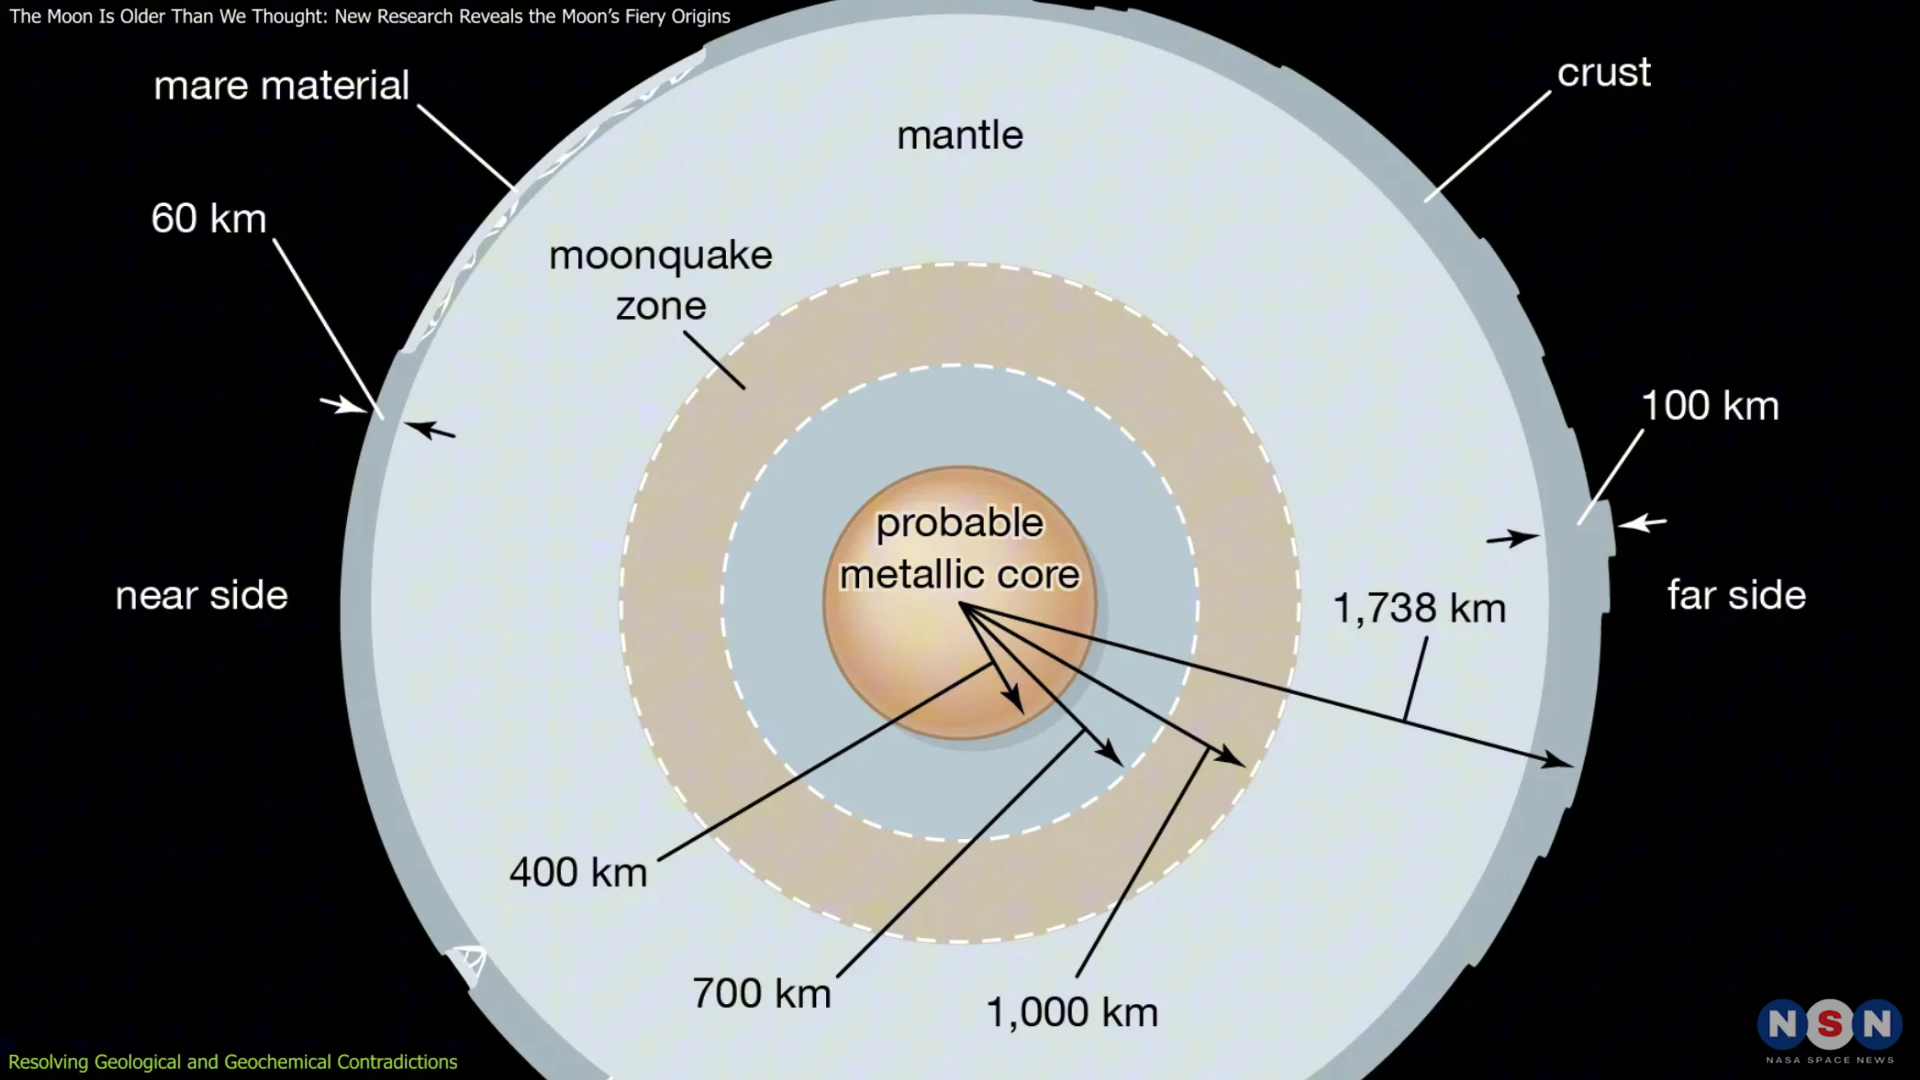 The Moon Is Older Than We Thought: New Research Reveals the Moon's Fiery Origins
mare material
crust
mantle
60 km
moonquake
zone
100 km
probable
metallic core
near side
far side
1,738 km
400 km
700 km
1,000 km
NSN
NASA SPACE NEWS
Resolving Geological and Geochemical Contradictions